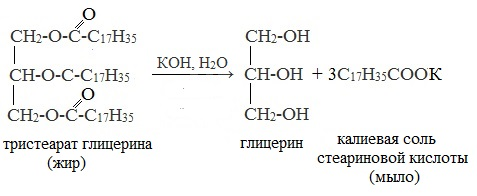 O O
CH2-O-C-C17H35 CH2-OH
CH-O-C-C17H35 KOH, H2O CH-OH + 3C17H35COOK
CH2-O-C-C17H35 CH2-OH
тристеарат глицерина глицерин калиевая соль
(жир) стеариновой кислоты
(мыло)